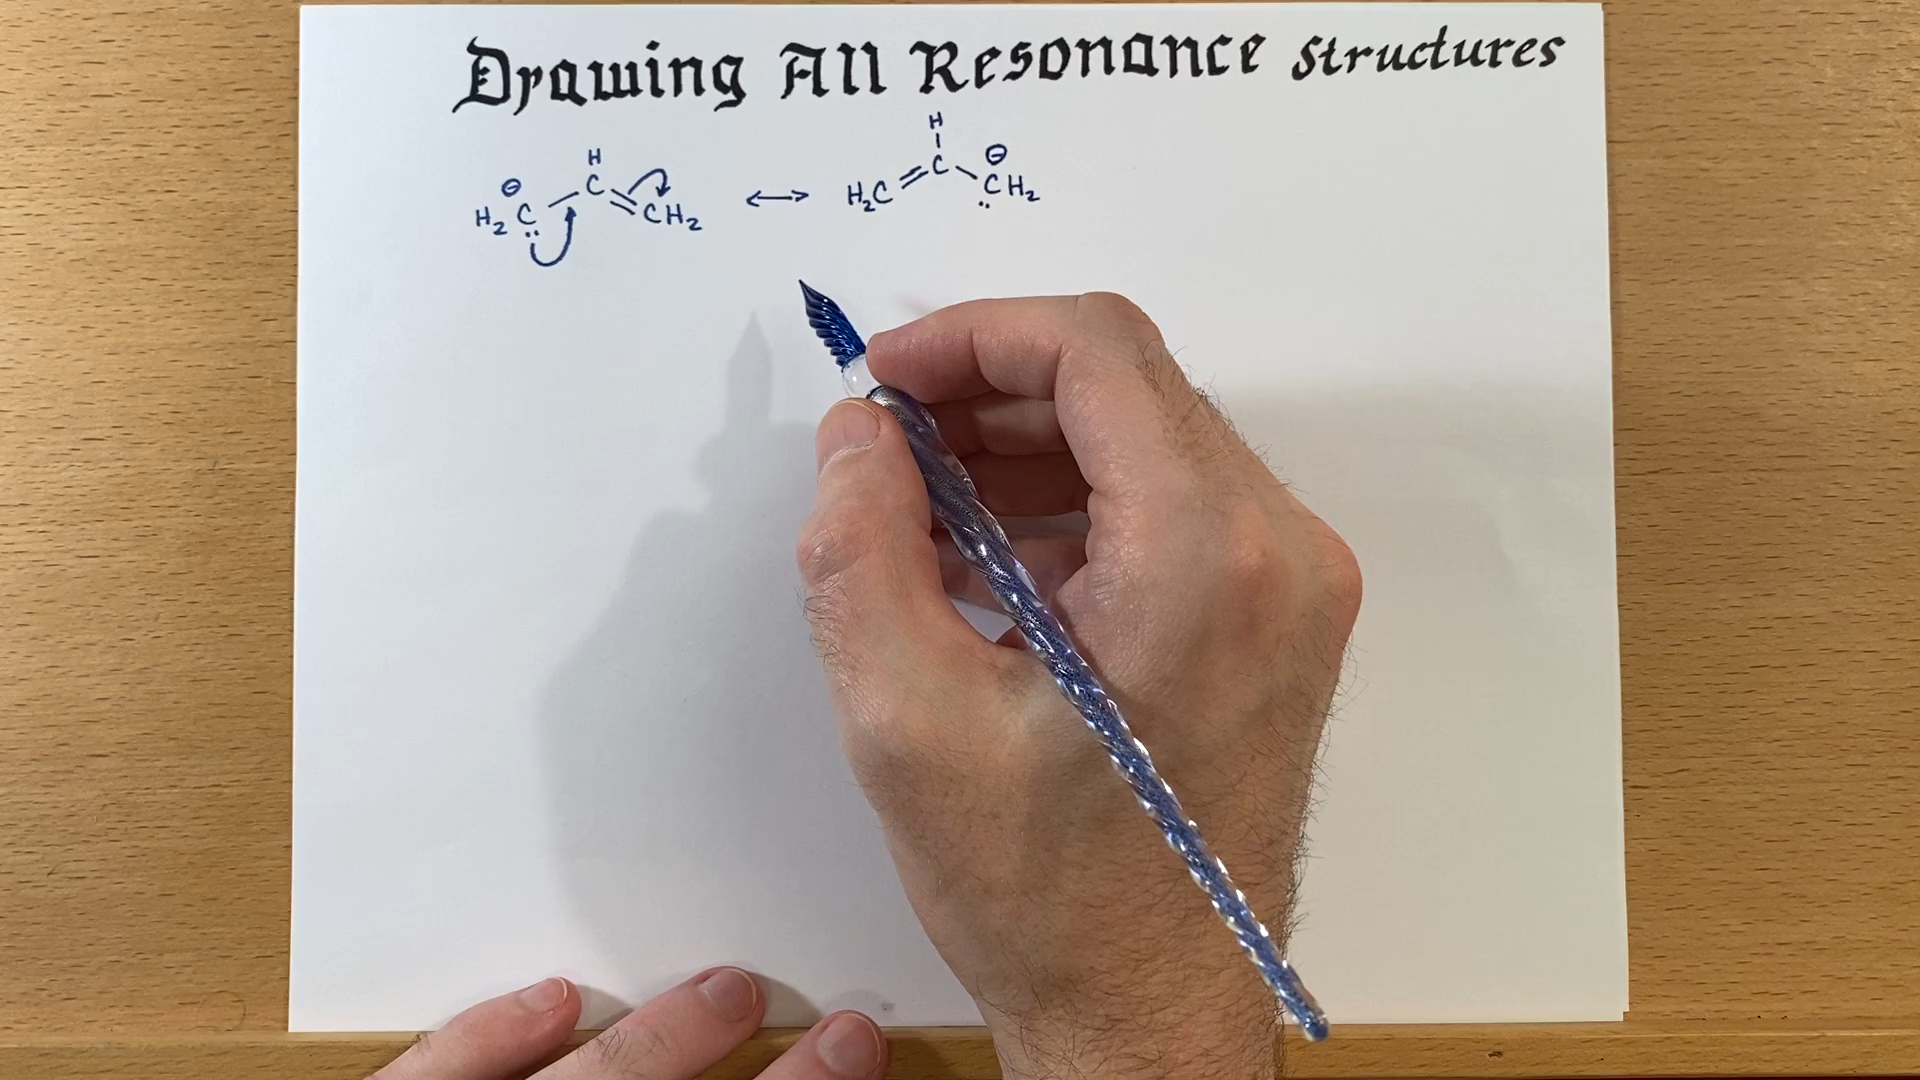 Drawing All Resonance Structures
H
H
⊖ C ⊖
H₂C CH₂ ⟷ H₂C C CH₂